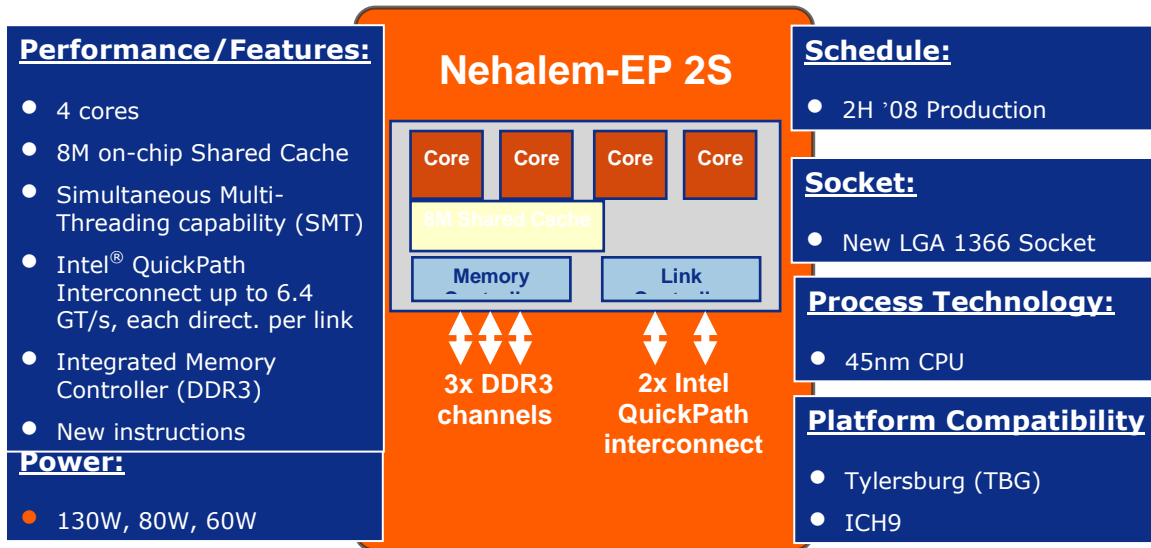 Performance/Features:
4 cores
8M on-chip Shared Cache
Simultaneous Multi-
Threading capability (SMT)
Intel® QuickPath
Interconnect up to 6.4
GT/s, each direct. per link
Integrated Memory
Controller (DDR3)
New instructions
Power:
130W, 80W, 60W
Nehalem-EP 2S
Core Core Core Core
8M Shared Cache
Memory
Link
3x DDR3
channels
2x Intel
QuickPath
interconnect
Schedule:
2H ’08 Production
Socket:
New LGA 1366 Socket
Process Technology:
45nm CPU
Platform Compatibility
Tylersburg (TBG)
ICH9